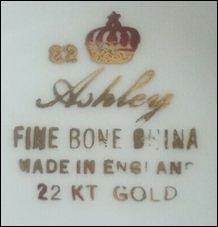 82
Ashley
FINE BONE CHINA
MADE IN ENGLAND
22 KT GOLD